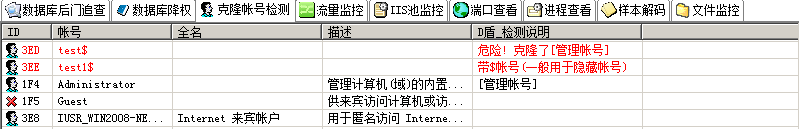 数据库后门追查 数据库降权 克隆帐号检测 流量监控 IIS池监控 端口查看 进程查看 样本解码 文件监控
ID 帐号 全名 描述 D盾_检测说明
3ED test$ 危险! 克隆了[管理帐号]
3EE test1$ 带$帐号(一般用于隐藏帐号)
1F4 Administrator 管理计算机(域)的内置... [管理帐号]
1F5 Guest 供来宾访问计算机或访...
3E8 IUSR_WIN2008-NE... Internet 来宾帐户 用于匿名访问 Interne...